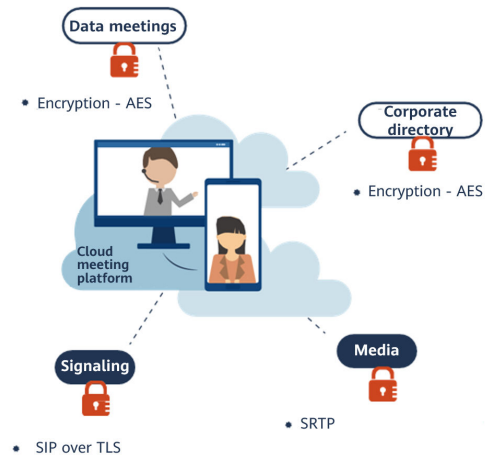 Data meetings
Encryption - AES
Corporate
directory
Encryption - AES
Cloud
meeting
platform
Signaling
Media
SRTP
SIP over TLS